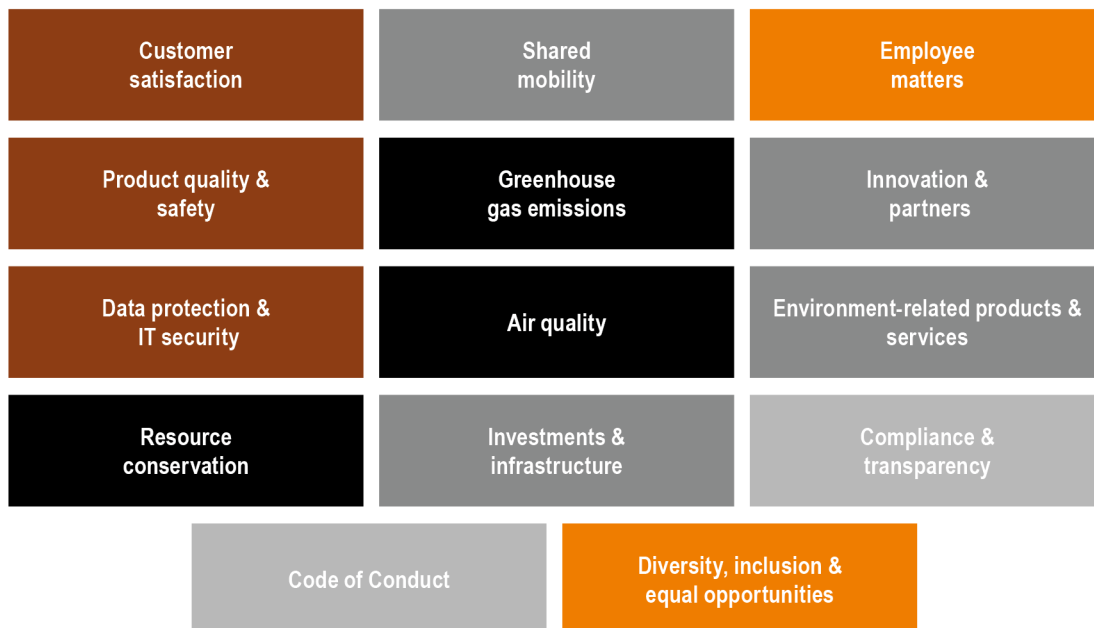 Customer
satisfaction
Shared
mobility
Employee
matters
Product quality &
safety
Greenhouse
gas emissions
Innovation &
partners
Data protection &
IT security
Air quality
Environment-related products &
services
Resource
conservation
Investments &
infrastructure
Compliance &
transparency
Code of Conduct
Diversity, inclusion &
equal opportunities